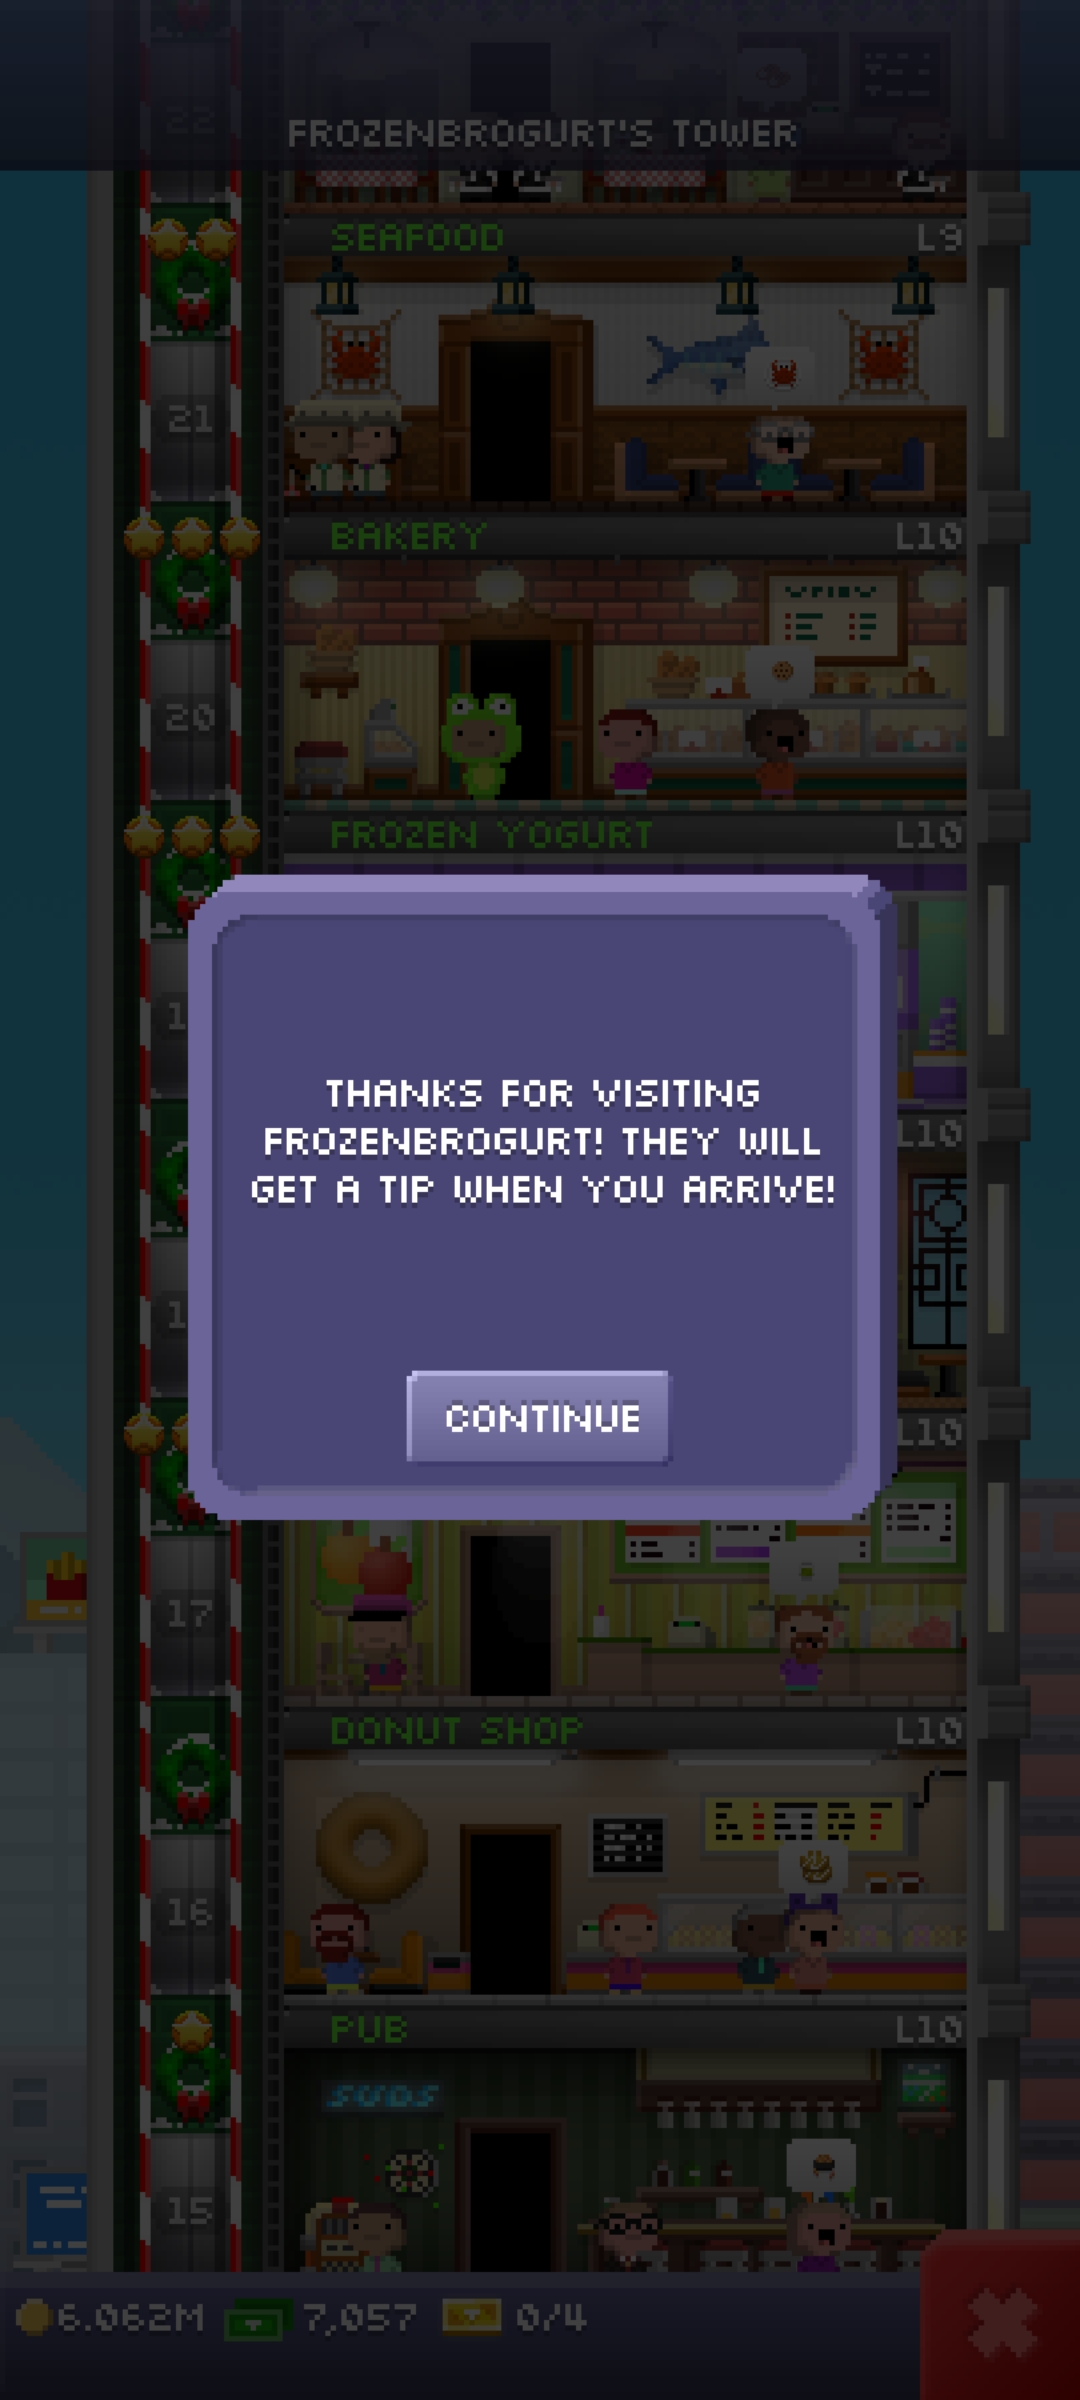 22
FROZENBROGURT'S TOWER
SEAFOOD L9
21
BAKERY L10
20
FROZEN YOGURT L10
1
L10
THANKS FOR VISITING
FROZENBROGURT! THEY WILL
GET A TIP WHEN YOU ARRIVE!
1
CONTINUE
L10
17
DONUT SHOP L10
16
PUB L10
SUDS
15
6.062M 7,057 0/4